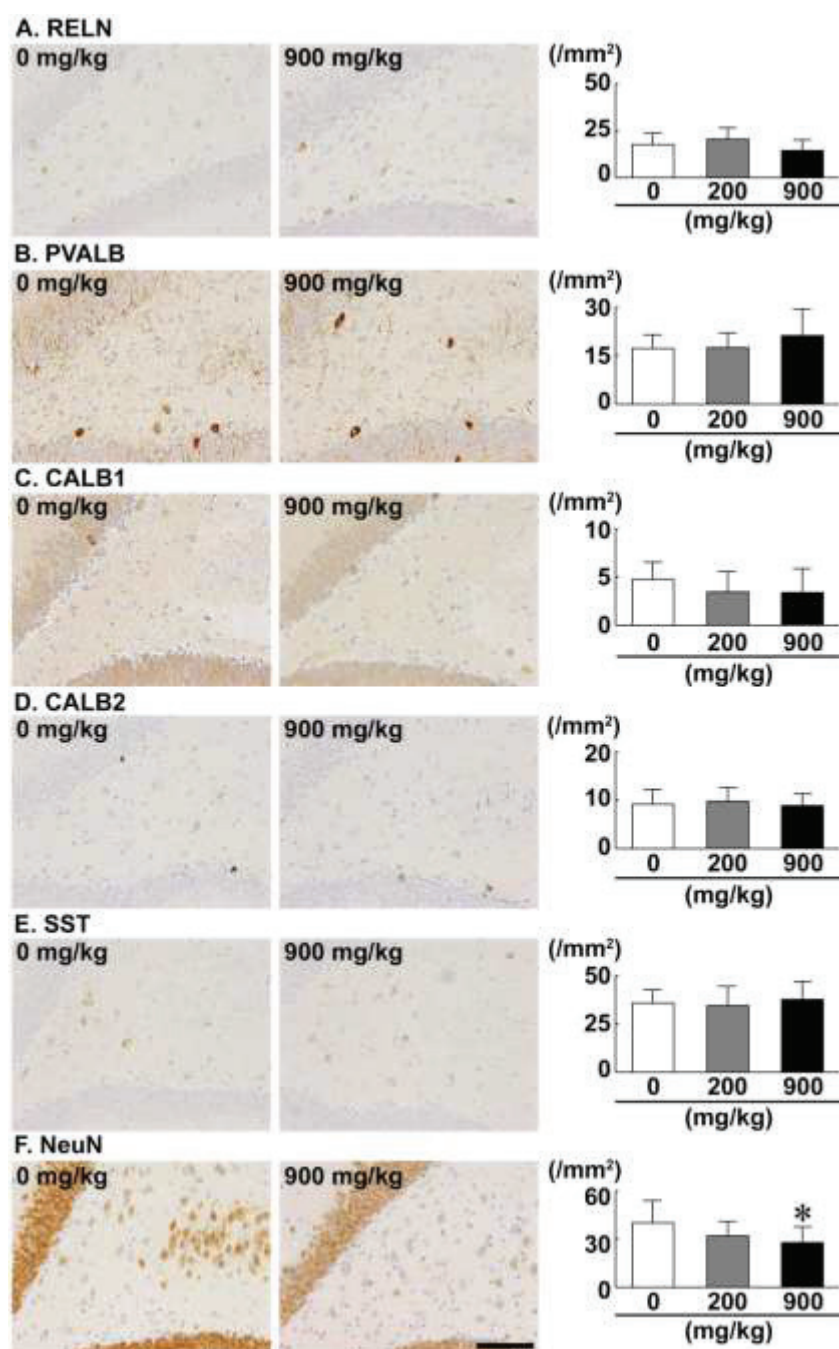 A. RELN
0 mg/kg
900 mg/kg
(/mm²)
50
25
0
0 200 900
(mg/kg)
B. PVALB
0 mg/kg
900 mg/kg
(/mm²)
30
15
0
0 200 900
(mg/kg)
C. CALB1
0 mg/kg
900 mg/kg
(/mm²)
10
5
0
0 200 900
(mg/kg)
D. CALB2
0 mg/kg
900 mg/kg
(/mm²)
20
10
0
0 200 900
(mg/kg)
E. SST
0 mg/kg
900 mg/kg
(/mm²)
50
25
0
0 200 900
(mg/kg)
F. NeuN
0 mg/kg
900 mg/kg
(/mm²)
60
30
0
*
0 200 900
(mg/kg)